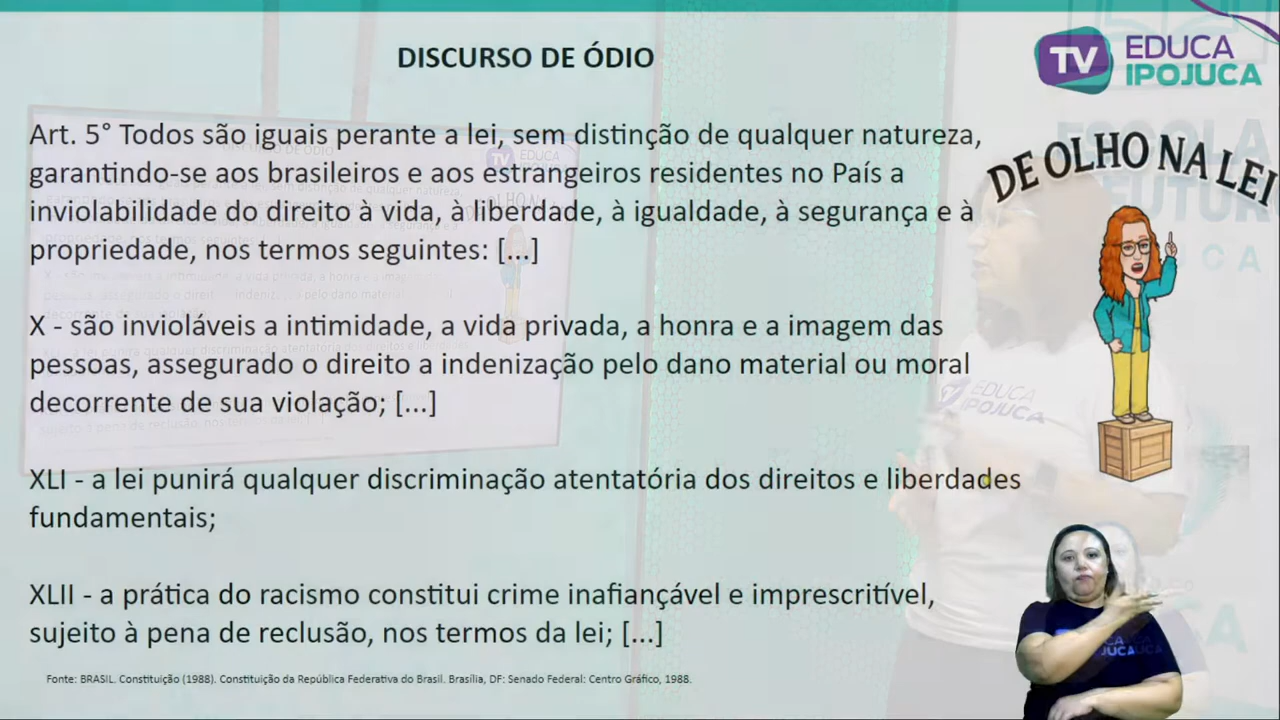 DISCURSO DE ÓDIO
TV EDUCA
IPOJUCA
DE OLHO NA LEI
Art. 5° Todos são iguais perante a lei, sem distinção de qualquer natureza,
garantindo-se aos brasileiros e aos estrangeiros residentes no País a
inviolabilidade do direito à vida, à liberdade, à igualdade, à segurança e à
propriedade, nos termos seguintes: [...]
X - são invioláveis a intimidade, a vida privada, a honra e a imagem das
pessoas, assegurado o direito a indenização pelo dano material ou moral
decorrente de sua violação; [...]
XLI - a lei punirá qualquer discriminação atentatória dos direitos e liberdades
fundamentais;
XLII - a prática do racismo constitui crime inafiançável e imprescritível,
sujeito à pena de reclusão, nos termos da lei; [...]
Fonte: BRASIL. Constituição (1988). Constituição da República Federativa do Brasil. Brasília, DF: Senado Federal: Centro Gráfico, 1988.
EDUCA
IPOJUCA